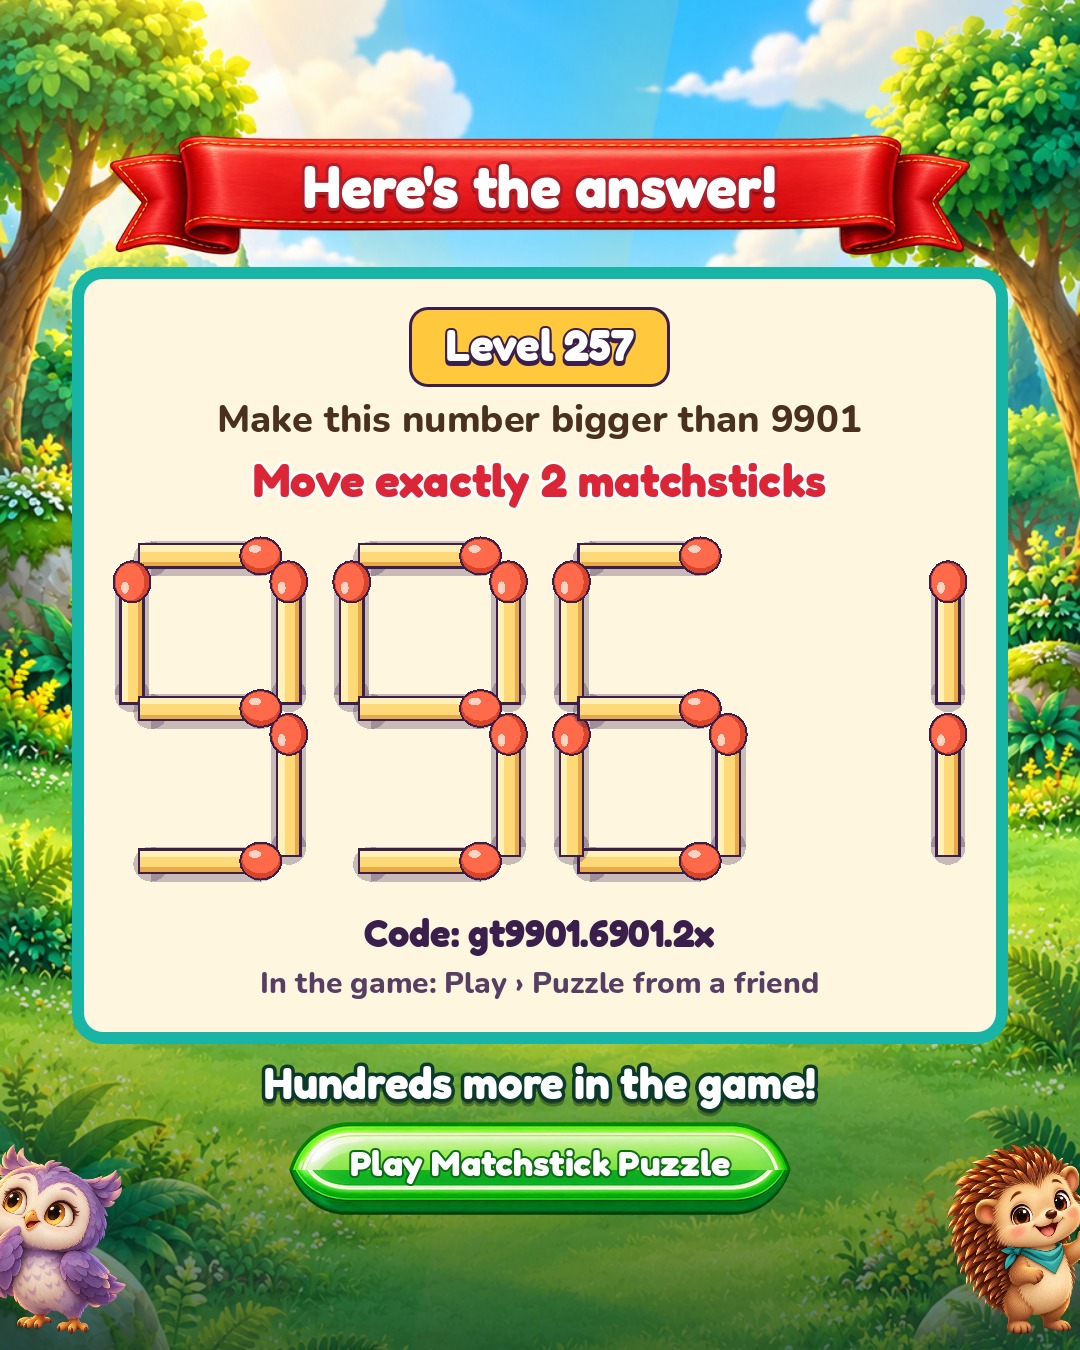 Here's the answer!
Level 257
Make this number bigger than 9901
Move exactly 2 matchsticks
9961
Code: gt9901.6901.2x
In the game: Play › Puzzle from a friend
Hundreds more in the game!
Play Matchstick Puzzle